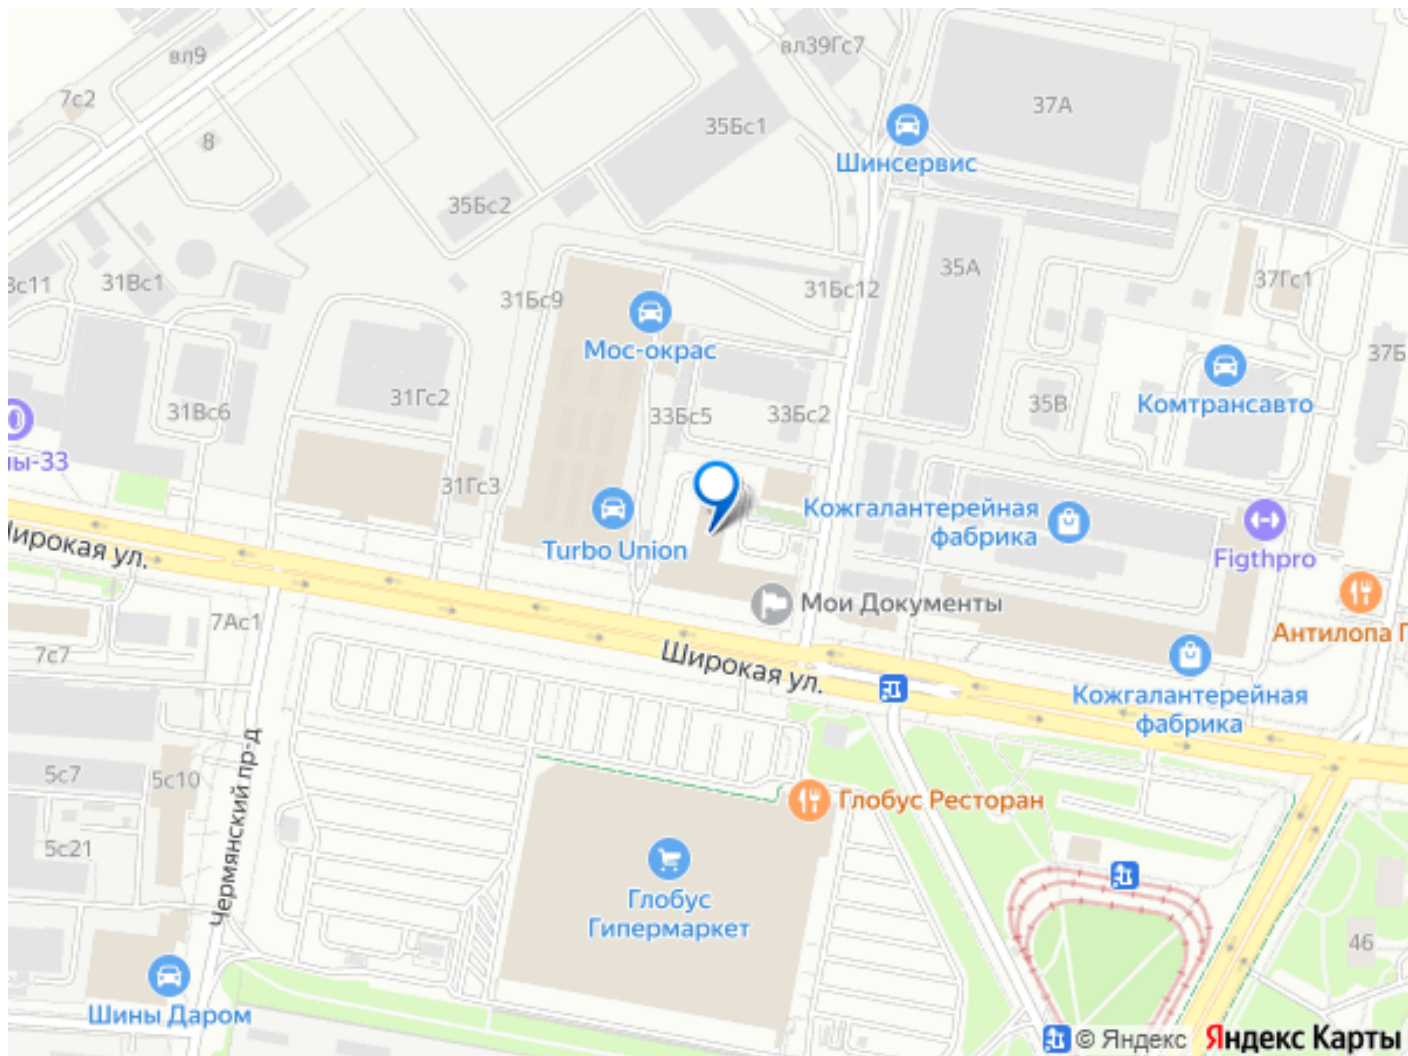 вл9
вл39Гс7
7с2
37А
35Бс1
8
Шинсервис
35Бс2
35А
3с11
31Вс1
31Бс9
31Бс12
37Гс1
Мос-окрас
37Б
31Гс2
31Вс6
33Бс5
33Бс2
35В
Комтрансавто
ы-33
31Гс3
Кожгалантерейная
фабрика
Turbo Union
Figthpro
Широкая ул.
Мои Документы
7Ас1
Антилопа Г
7с7
Широкая ул.
Кожгалантерейная
фабрика
5с7
5с10
Чермянский пр-д
Глобус Ресторан
5с21
Глобус
Гипермаркет
46
Шины Даром
© Яндекс Яндекс Карты